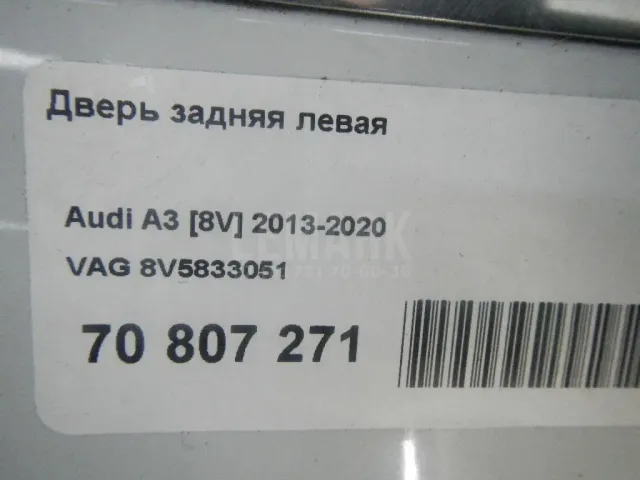 Дверь задняя левая
Audi A3 [8V] 2013-2020
VAG 8V5833051
70 807 271